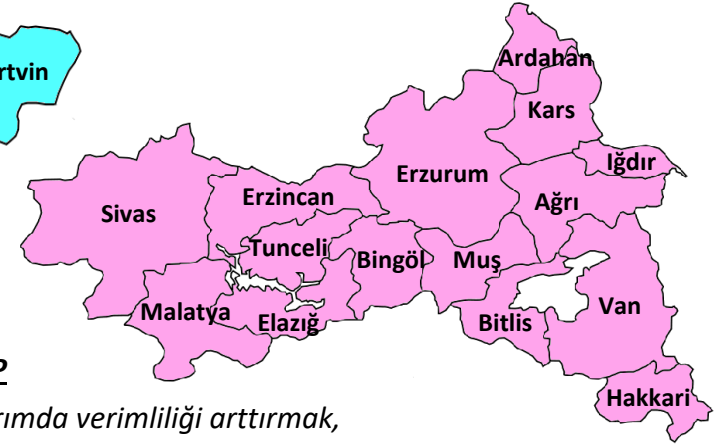 rtvin
Ardahan
Kars
Iğdır
Erzurum
Ağrı
Erzincan
Sivas
Tunceli
Bingöl
Muş
Malatya
Elazığ
Bitlis
Van
Hakkari
rımda verimliliği arttırmak,